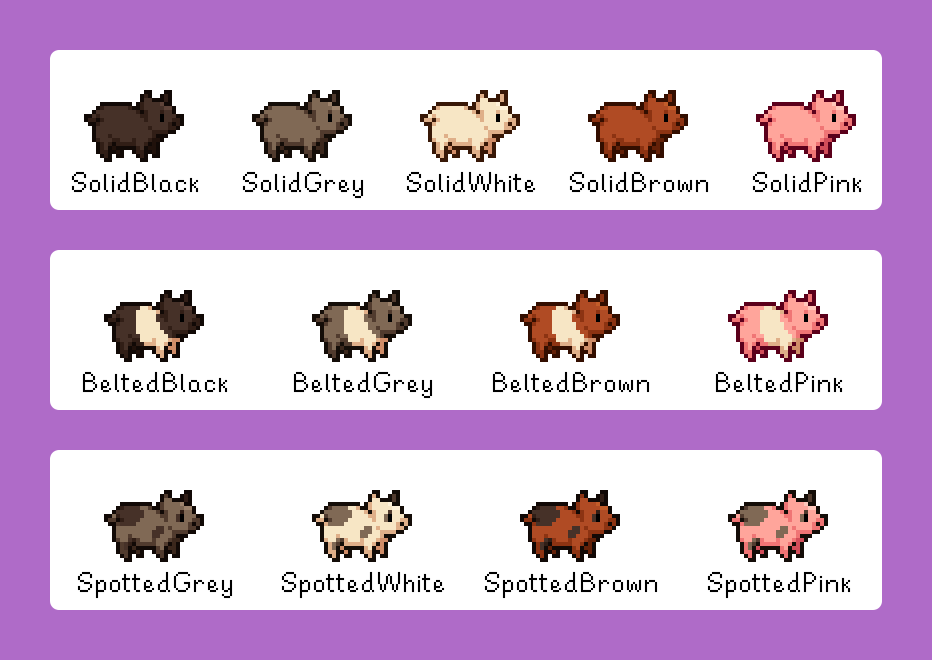 SolidBlack SolidGrey SolidWhite SolidBrown SolidPink
BeltedBlack BeltedGrey BeltedBrown BeltedPink
SpottedGrey SpottedWhite SpottedBrown SpottedPink